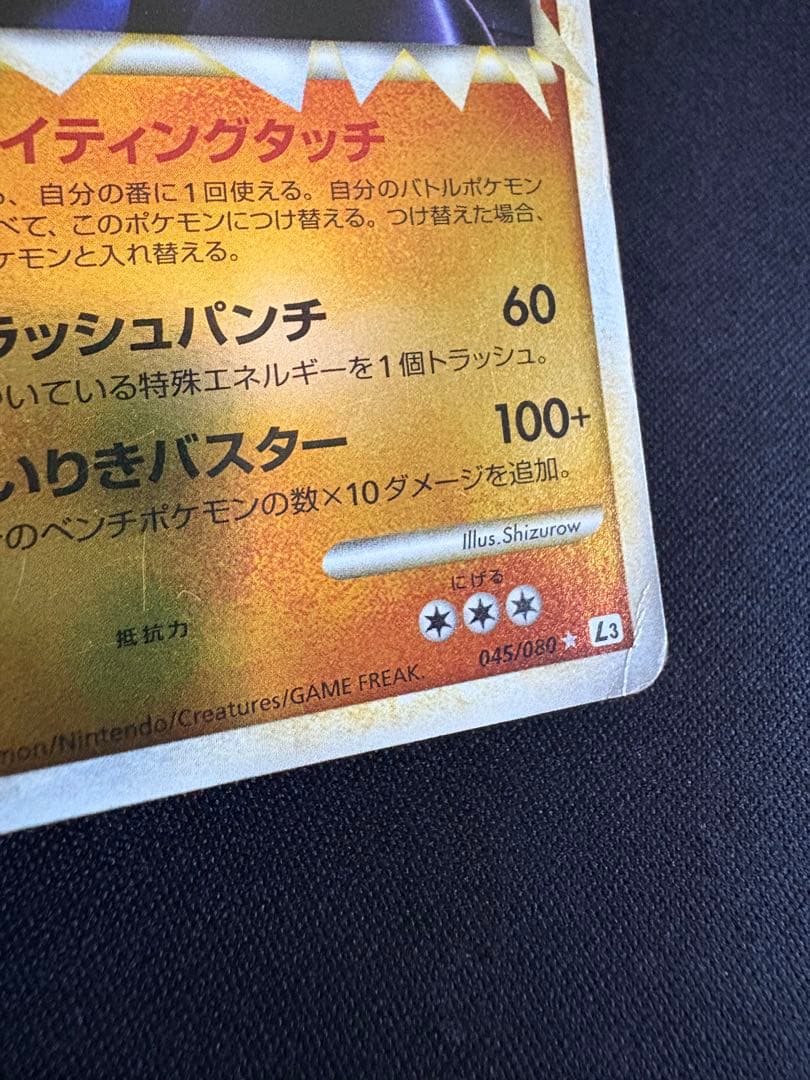 イティングタッチ
、自分の番に1回使える。自分のバトルポケモン
べて、このポケモンにつけ替える。つけ替えた場合、
ケモンと入れ替える。
ラッシュパンチ 60
いている特殊エネルギーを1個トラッシュ。
いりきバスター 100+
のベンチポケモンの数×10ダメージを追加。
Illus.Shizurow
にげる
抵抗力
045/080 ★ L3
mon/Nintendo/Creatures/GAME FREAK.